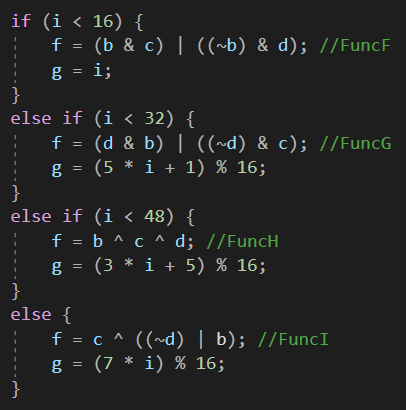 if (i < 16) {
    f = (b & c) | ((~b) & d); //FuncF
    g = i;
}
else if (i < 32) {
    f = (d & b) | ((~d) & c); //FuncG
    g = (5 * i + 1) % 16;
}
else if (i < 48) {
    f = b ^ c ^ d; //FuncH
    g = (3 * i + 5) % 16;
}
else {
    f = c ^ ((~d) | b); //FuncI
    g = (7 * i) % 16;
}